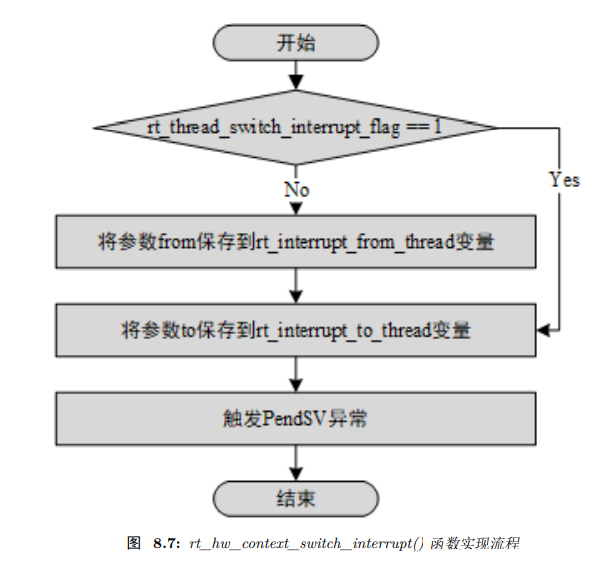 开始
rt_thread_switch_interrupt_flag == 1
Yes
No
将参数from保存到rt_interrupt_from_thread变量
将参数to保存到rt_interrupt_to_thread变量
触发PendSV异常
结束
图 8.7: rt_hw_context_switch_interrupt() 函数实现流程